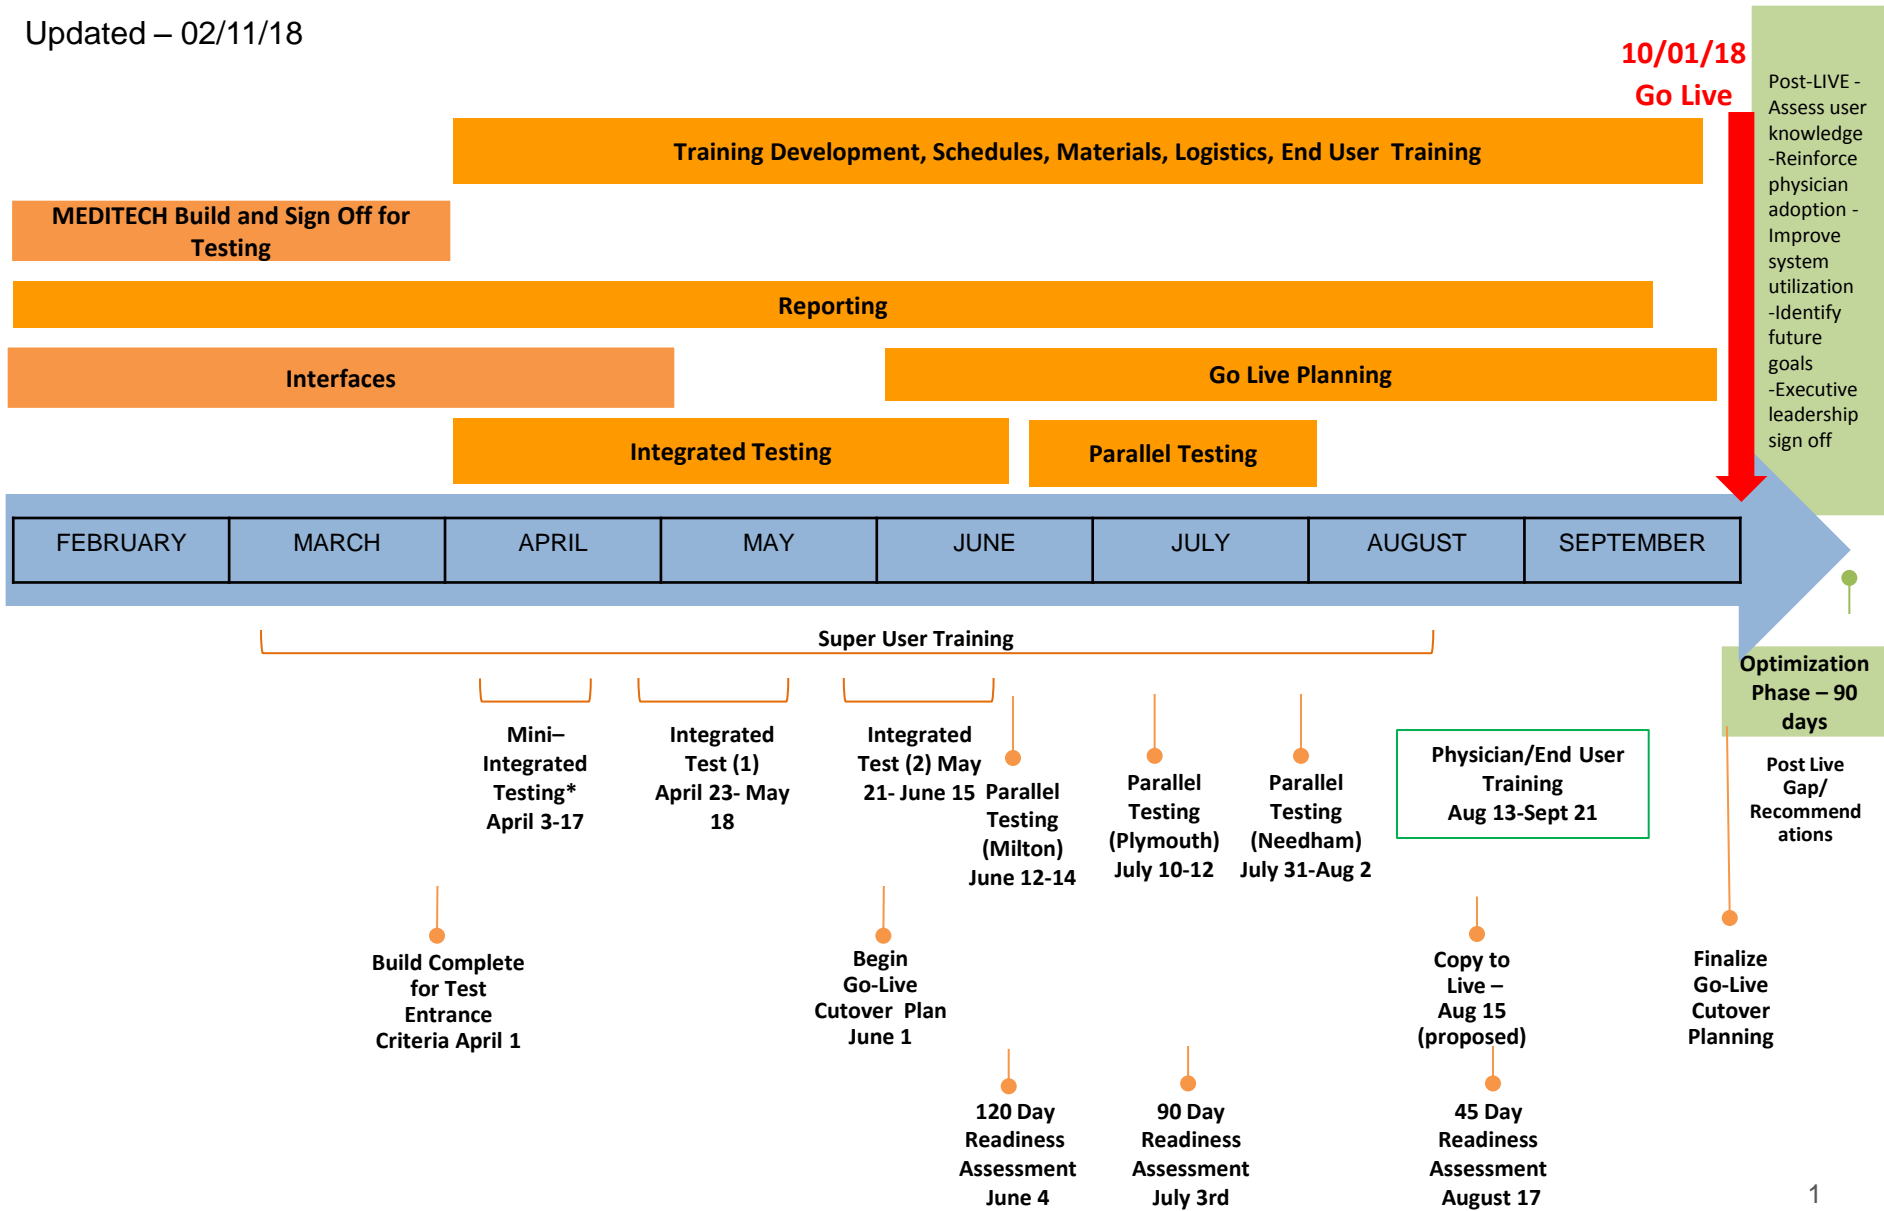 Updated – 02/11/18
10/01/18
Go Live
Post-LIVE -
Assess user
knowledge
-Reinforce
physician
adoption -
Improve
system
utilization
-Identify
future
goals
-Executive
leadership
sign off
Training Development, Schedules, Materials, Logistics, End User Training
MEDITECH Build and Sign Off for
Testing
Reporting
Interfaces
Go Live Planning
Integrated Testing
Parallel Testing
FEBRUARY
MARCH
APRIL
MAY
JUNE
JULY
AUGUST
SEPTEMBER
Super User Training
Mini–
Integrated
Testing*
April 3-17
Integrated
Test (1)
April 23- May
18
Integrated
Test (2) May
21- June 15
Parallel
Testing
(Milton)
June 12-14
Parallel
Testing
(Plymouth)
July 10-12
Parallel
Testing
(Needham)
July 31-Aug 2
Physician/End User
Training
Aug 13-Sept 21
Optimization
Phase – 90
days
Post Live
Gap/
Recommend
ations
Build Complete
for Test
Entrance
Criteria April 1
Begin
Go-Live
Cutover Plan
June 1
Copy to
Live –
Aug 15
(proposed)
Finalize
Go-Live
Cutover
Planning
120 Day
Readiness
Assessment
June 4
90 Day
Readiness
Assessment
July 3rd
45 Day
Readiness
Assessment
August 17
1